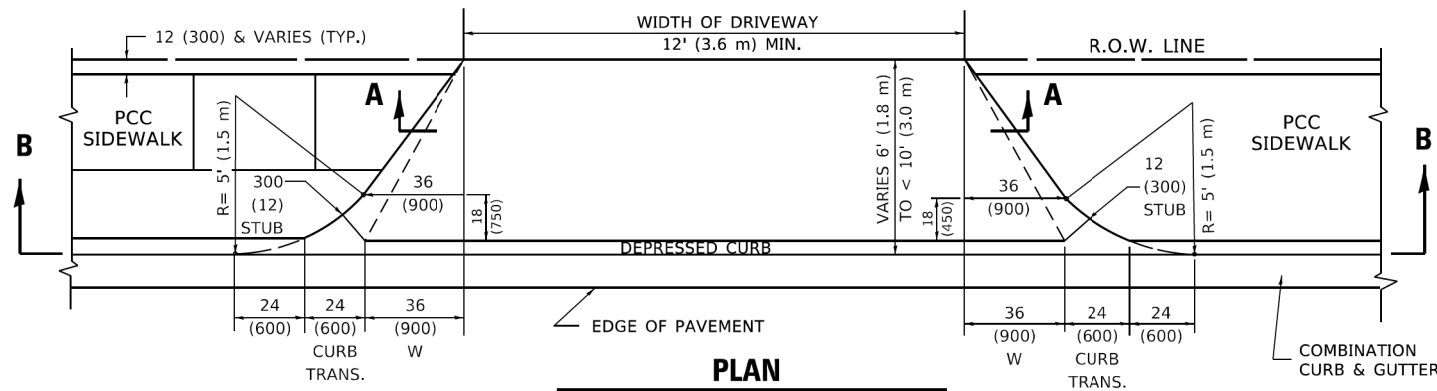 WIDTH OF DRIVEWAY
12' (3.6 m) MIN.
12 (300) & VARIES (TYP.)
R.O.W. LINE
A
A
PCC
SIDEWALK
PCC
SIDEWALK
B
B
R= 5' (1.5 m)
VARIES 6' (1.8 m)
TO < 10' (3.0 m)
R= 5' (1.5 m)
300
(12)
STUB
36
(900)
18
(750)
36
(900)
18
(450)
12
(300)
STUB
DEPRESSED CURB
24
(600)
24
(600)
CURB
TRANS.
36
(900)
W
EDGE OF PAVEMENT
36
(900)
W
24
(600)
CURB
TRANS.
24
(600)
COMBINATION
CURB & GUTTER
PLAN